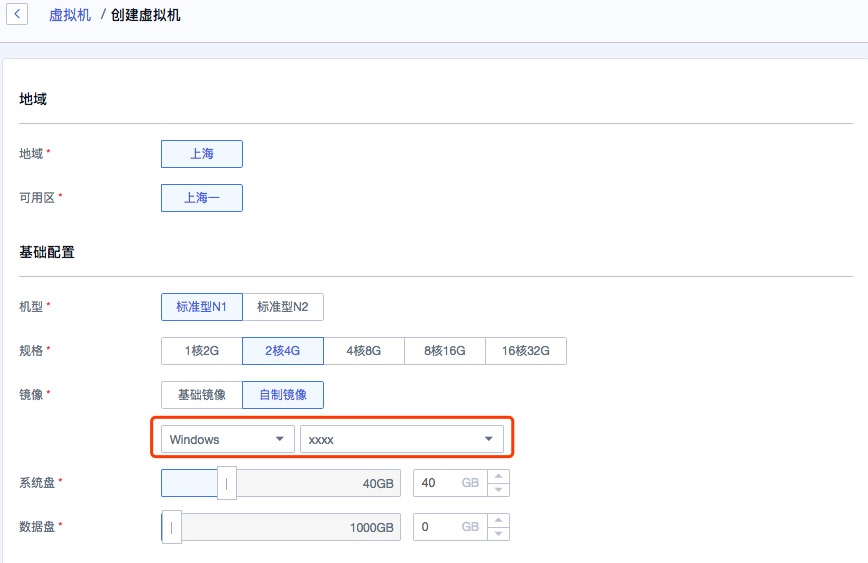 虚拟机 / 创建虚拟机
地域
地域 * 上海
可用区 * 上海一
基础配置
机型 * 标准型N1 标准型N2
规格 * 1核2G 2核4G 4核8G 8核16G 16核32G
镜像 * 基础镜像 自制镜像
Windows xxxx
系统盘 * 40GB 40 GB
数据盘 * 1000GB 0 GB